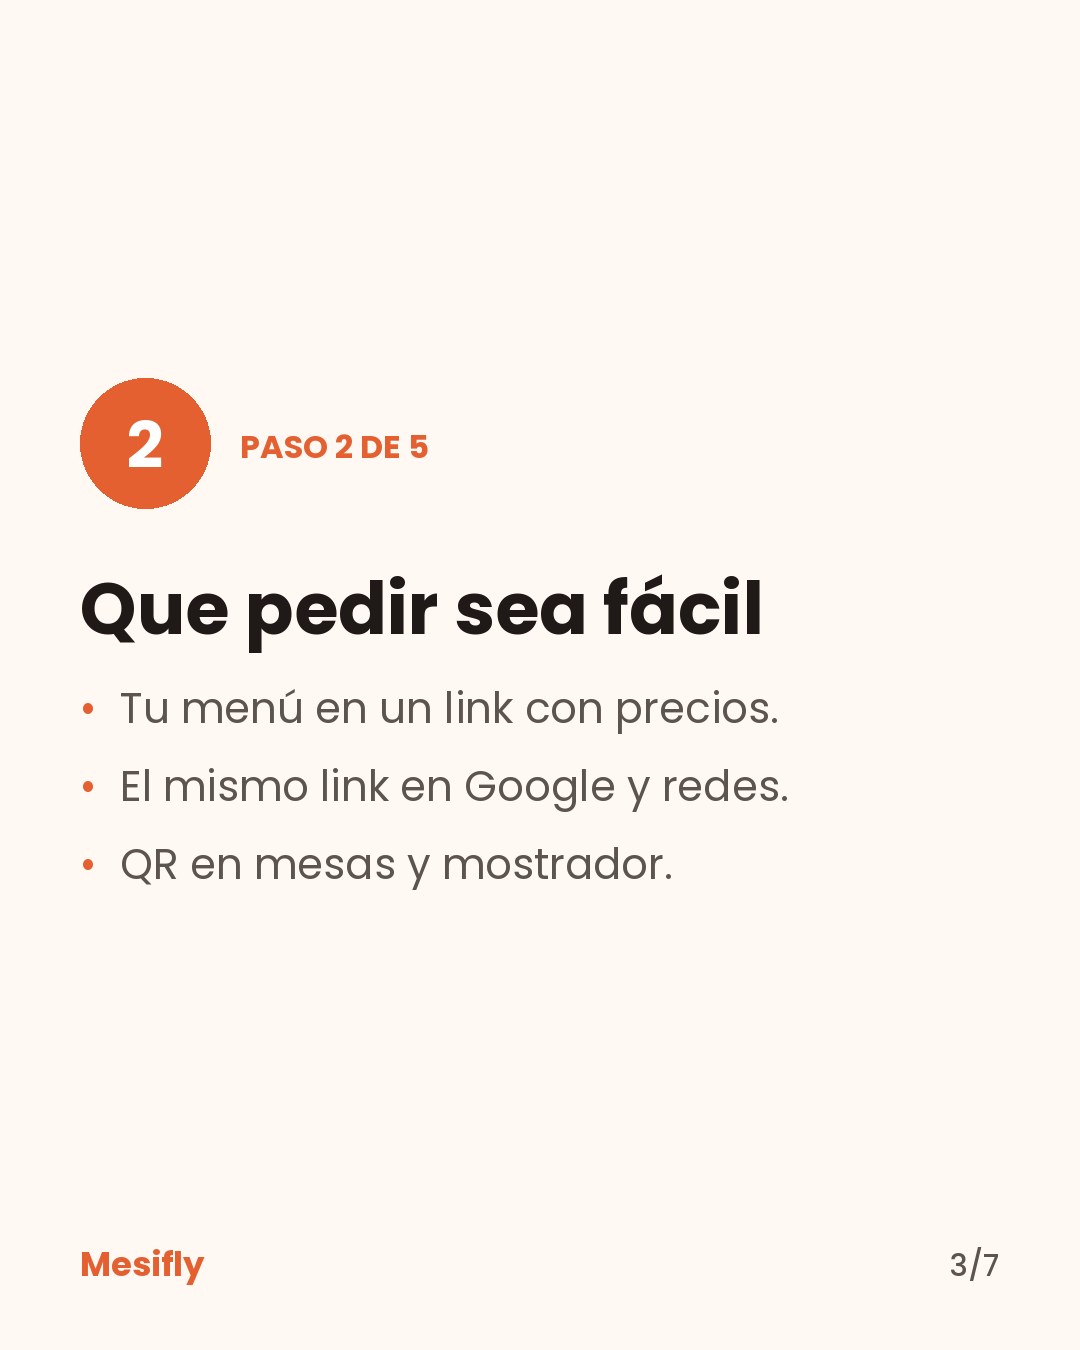 2
PASO 2 DE 5
Que pedir sea fácil
• Tu menú en un link con precios.
• El mismo link en Google y redes.
• QR en mesas y mostrador.
Mesifly
3/7